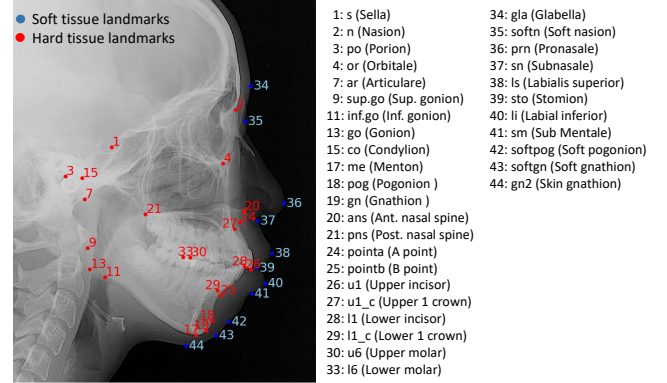 Soft tissue landmarks
Hard tissue landmarks
34
2
35
1
4
3
15
7
36
20
21
24
37
27
9
38
33
30
28
26
39
13
11
40
29
25
41
18
42
19
17
43
44
1: s (Sella)
2: n (Nasion)
3: po (Porion)
4: or (Orbitale)
7: ar (Articulare)
9: sup.go (Sup. gonion)
11: inf.go (Inf. gonion)
13: go (Gonion)
15: co (Condylion)
17: me (Menton)
18: pog (Pogonion )
19: gn (Gnathion )
20: ans (Ant. nasal spine)
21: pns (Post. nasal spine)
24: pointa (A point)
25: pointb (B point)
26: u1 (Upper incisor)
27: u1_c (Upper 1 crown)
28: l1 (Lower incisor)
29: l1_c (Lower 1 crown)
30: u6 (Upper molar)
33: l6 (Lower molar)
34: gla (Glabella)
35: softn (Soft nasion)
36: prn (Pronasale)
37: sn (Subnasale)
38: ls (Labialis superior)
39: sto (Stomion)
40: li (Labial inferior)
41: sm (Sub Mentale)
42: softpog (Soft pogonion)
43: softgn (Soft gnathion)
44: gn2 (Skin gnathion)